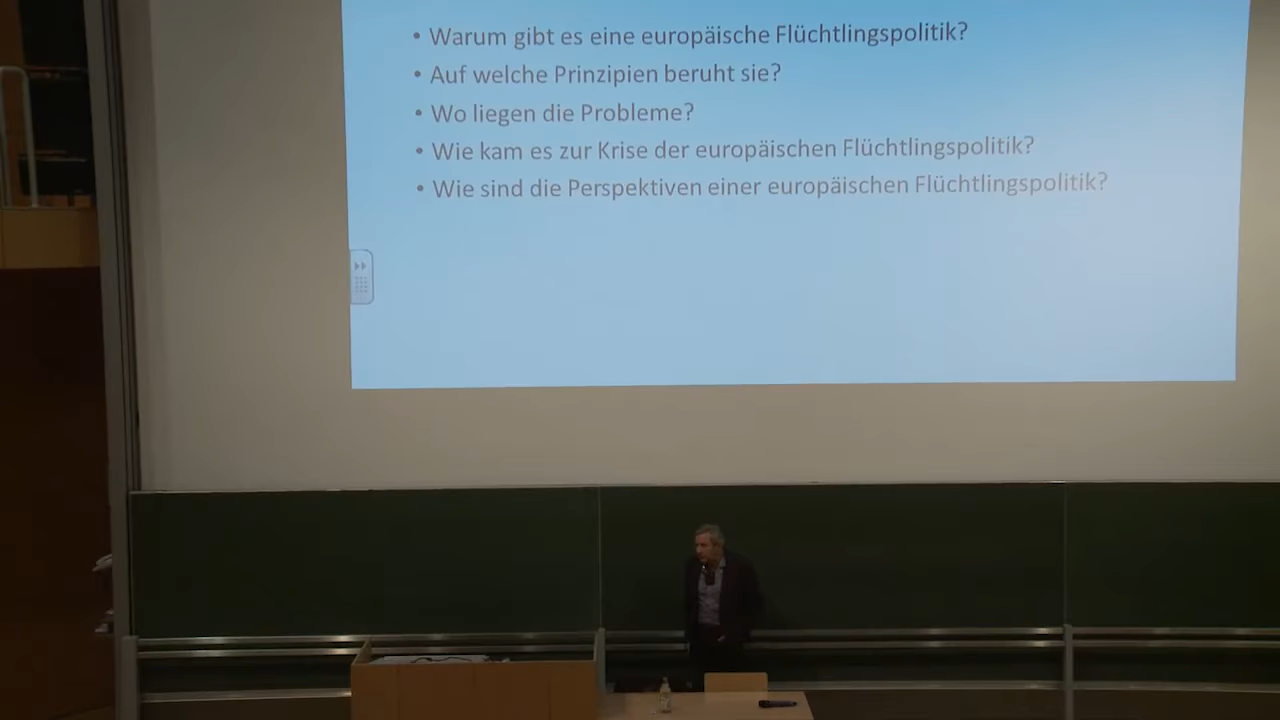 • Warum gibt es eine europäische Flüchtlingspolitik?
• Auf welche Prinzipien beruht sie?
• Wo liegen die Probleme?
• Wie kam es zur Krise der europäischen Flüchtlingspolitik?
• Wie sind die Perspektiven einer europäischen Flüchtlingspolitik?